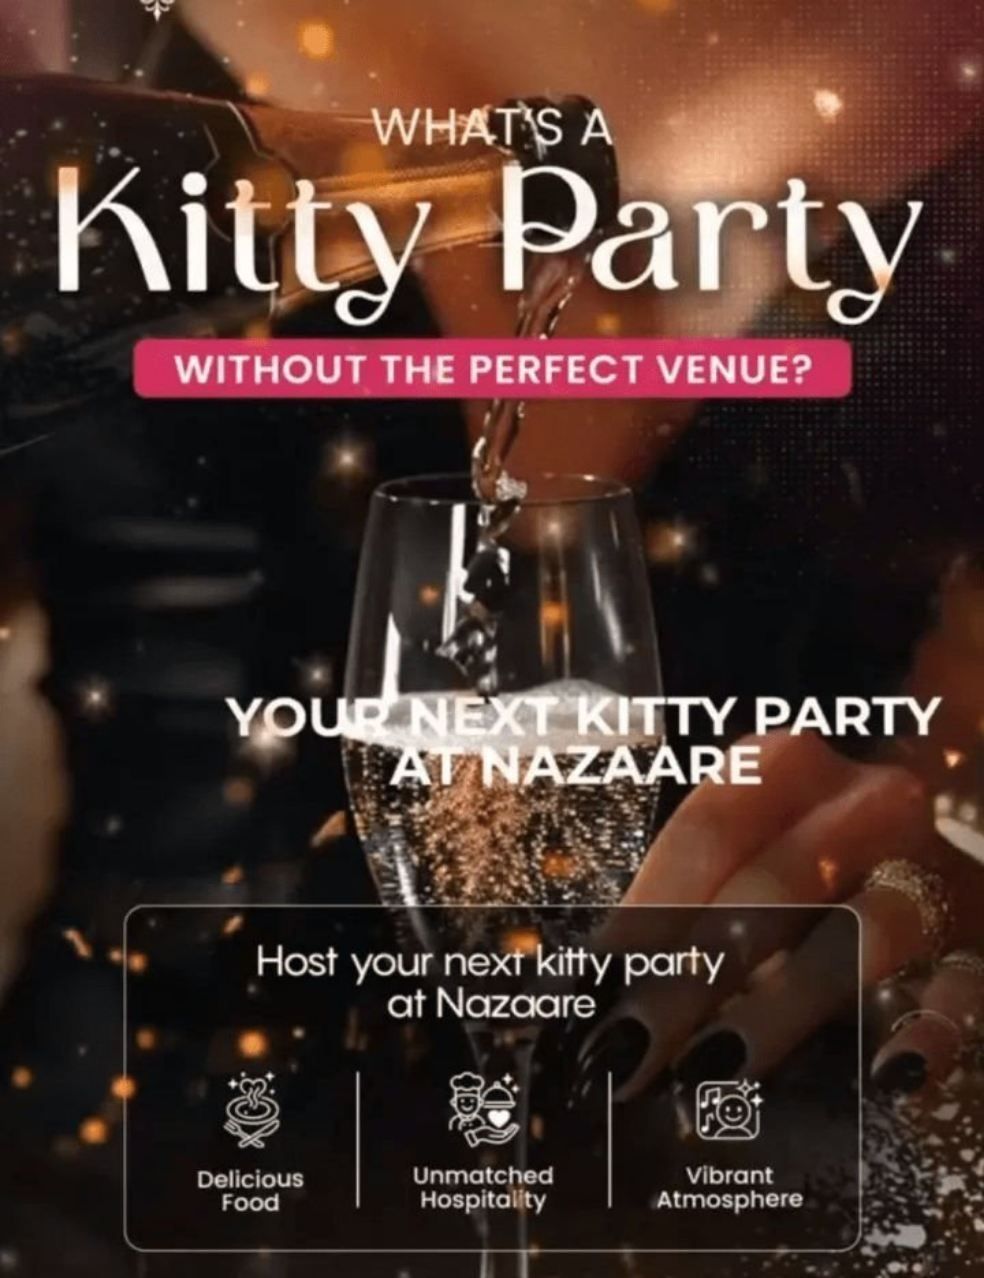 WHAT'S A
Kitty Party
WITHOUT THE PERFECT VENUE?
YOUR NEXT KITTY PARTY
AT NAZAARE
Host your next kitty party
at Nazaare
Delicious
Food
Unmatched
Hospitality
Vibrant
Atmosphere